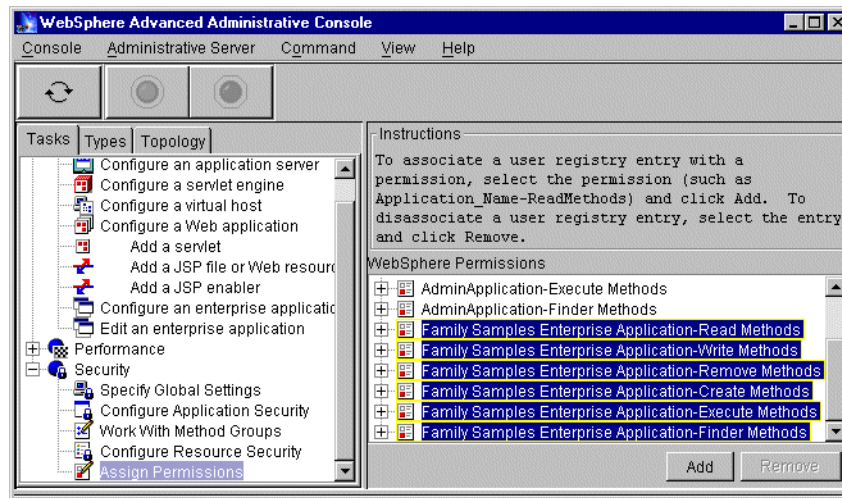 WebSphere Advanced Administrative Console
Console Administrative Server Command View Help
Tasks Types Topology
Configure an application server
Configure a servlet engine
Configure a virtual host
Configure a Web application
Add a servlet
Add a JSP file or Web resourc
Add a JSP enabler
Configure an enterprise applicatic
Edit an enterprise application
Performance
Security
Specify Global Settings
Configure Application Security
Work With Method Groups
Configure Resource Security
Assign Permissions
Instructions
To associate a user registry entry with a
permission, select the permission (such as
Application_Name-ReadMethods) and click Add. To
disassociate a user registry entry, select the entry
and click Remove.
WebSphere Permissions
AdminApplication-Execute Methods
AdminApplication-Finder Methods
Family Samples Enterprise Application-Read Methods
Family Samples Enterprise Application-Write Methods
Family Samples Enterprise Application-Remove Methods
Family Samples Enterprise Application-Create Methods
Family Samples Enterprise Application-Execute Methods
Family Samples Enterprise Application-Finder Methods
Add Remove